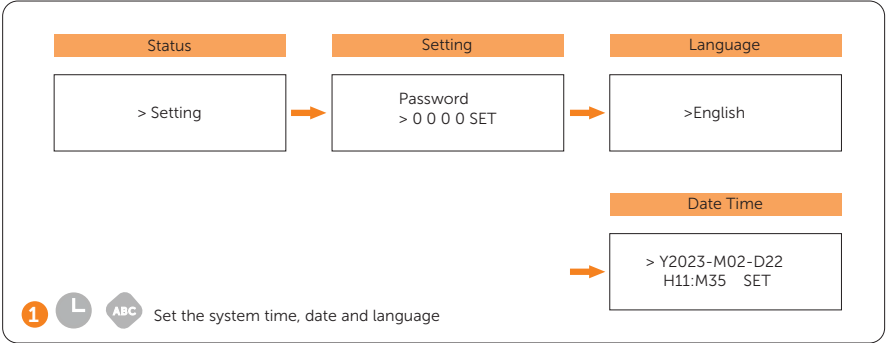 Status
> Setting
Setting
Password
> 0 0 0 0 SET
Language
>English
Date Time
> Y2023-M02-D22
H11:M35 SET
1 ABC Set the system time, date and language